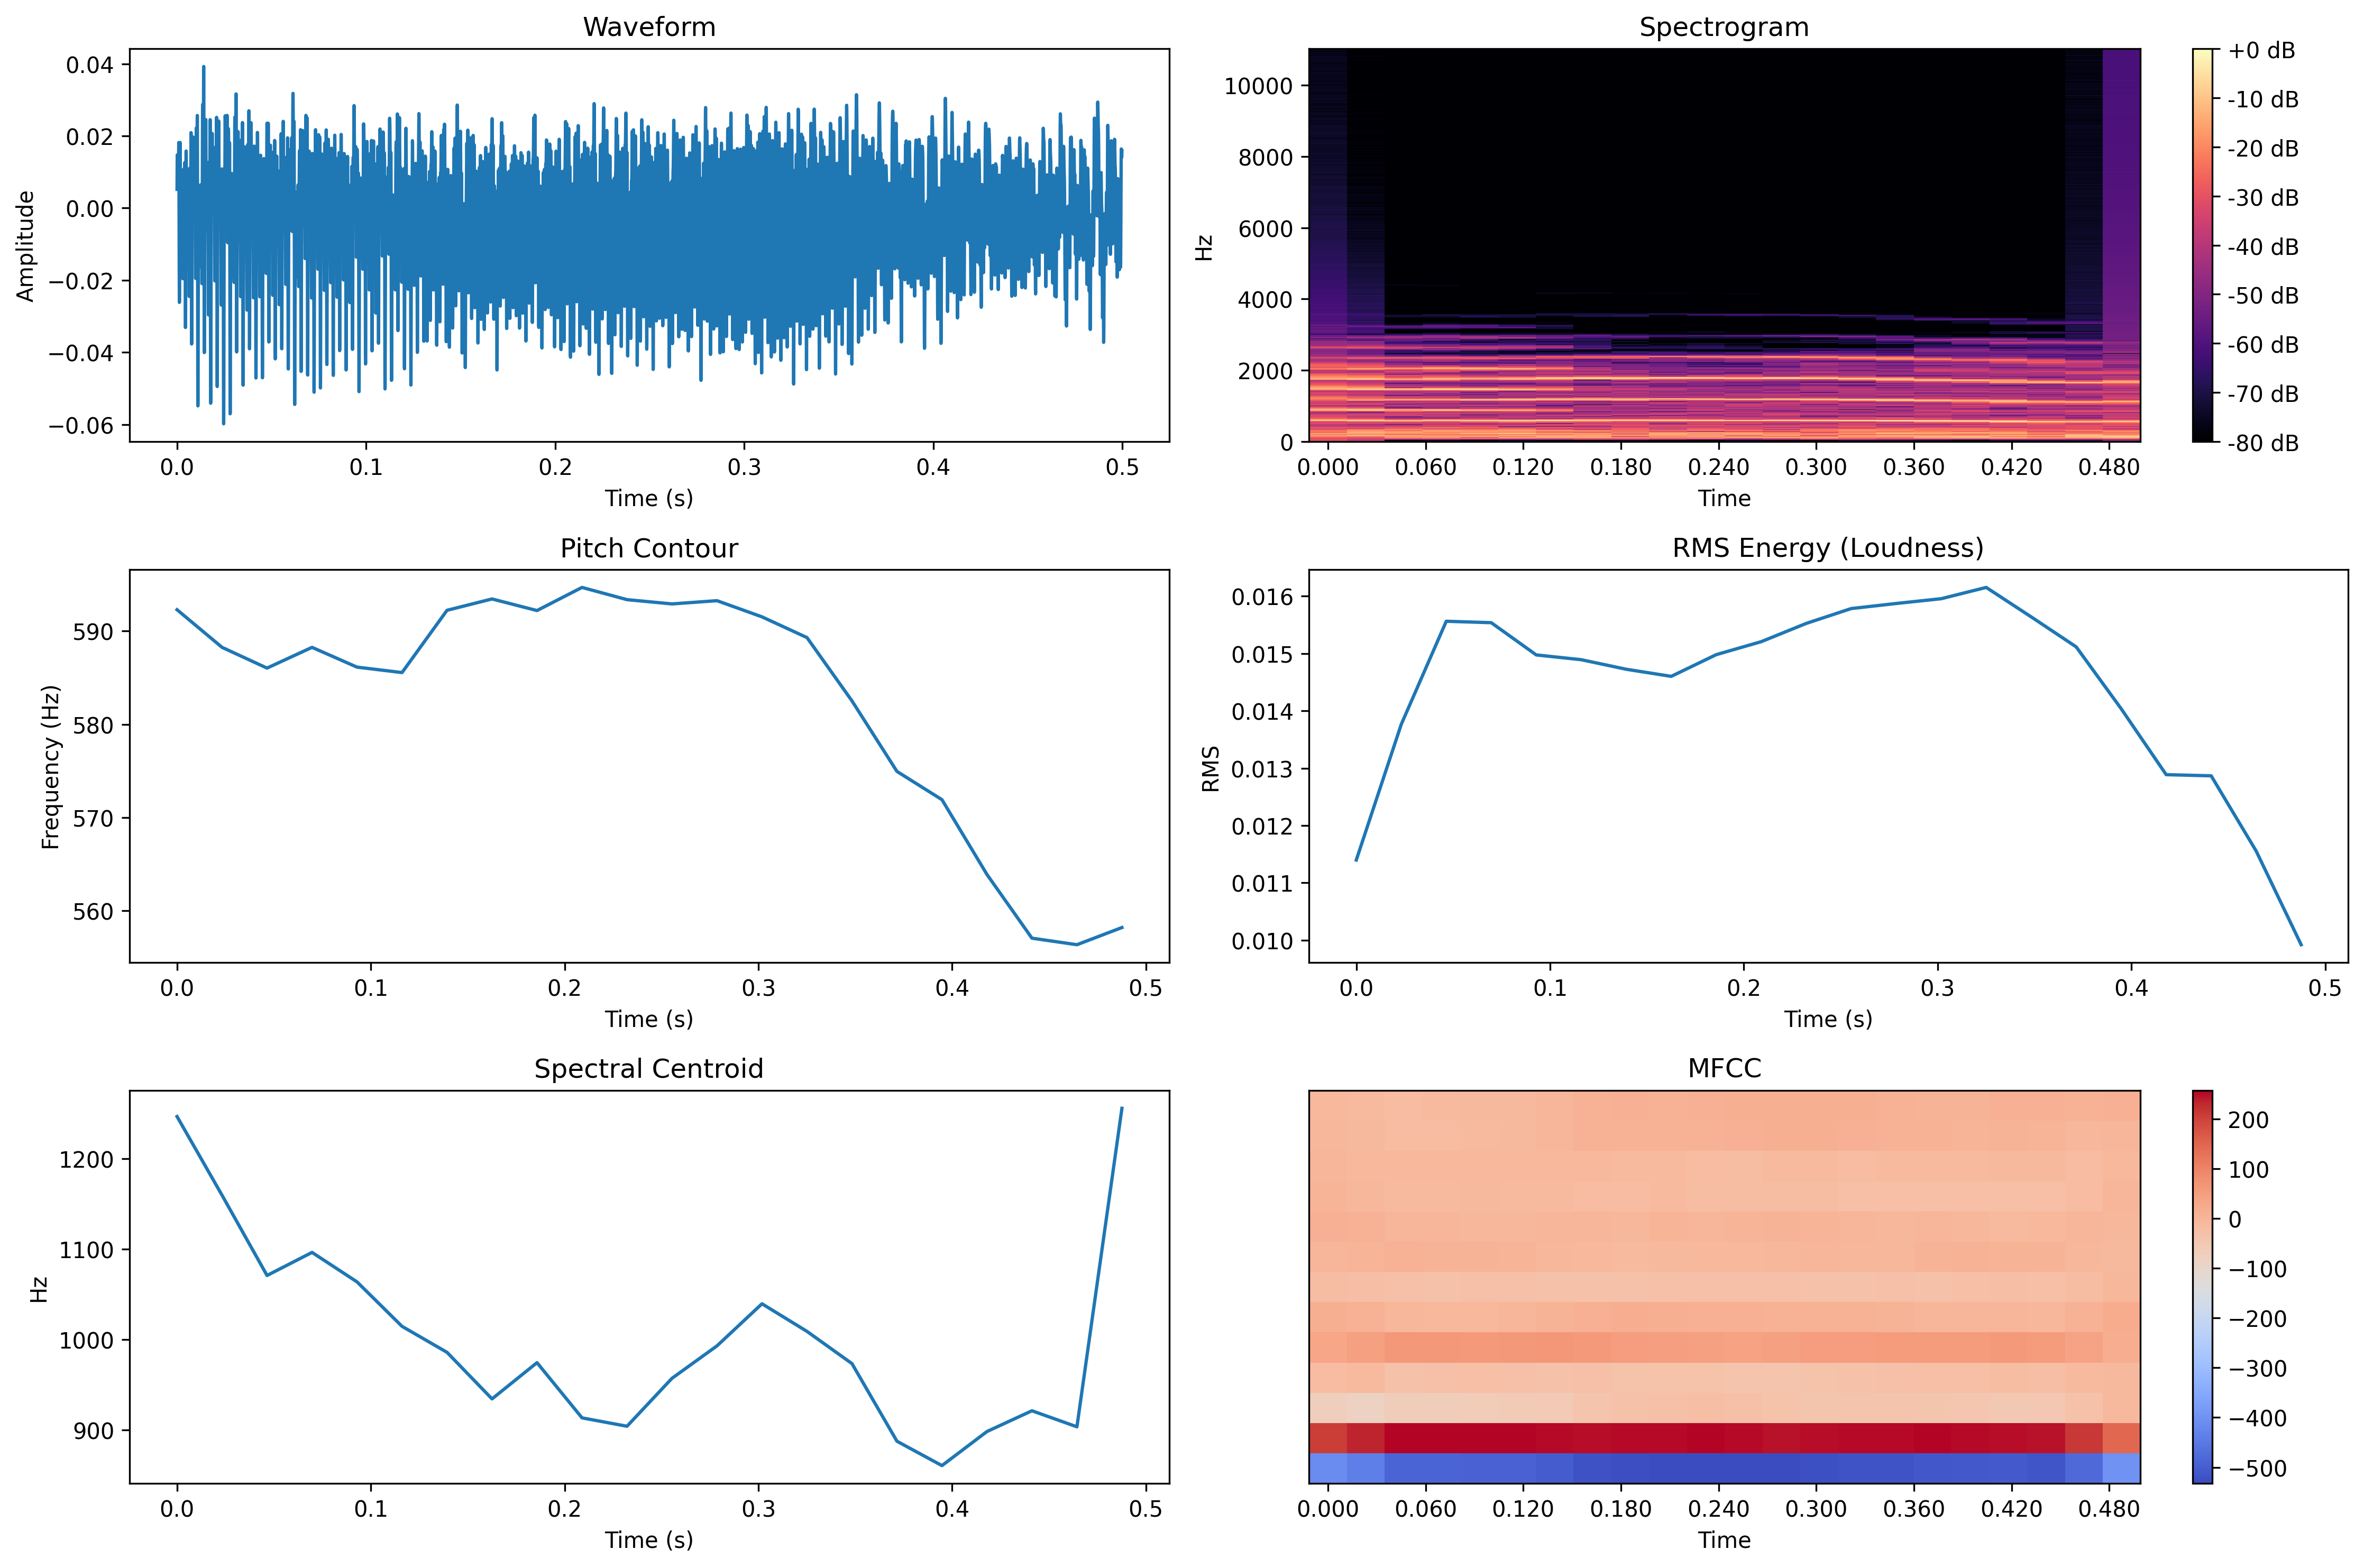 Waveform
Amplitude
0.04
0.02
0.00
−0.02
−0.04
−0.06
0.0 0.1 0.2 0.3 0.4 0.5
Time (s)
Spectrogram
Hz
10000
8000
6000
4000
2000
0
0.000 0.060 0.120 0.180 0.240 0.300 0.360 0.420 0.480
Time
+0 dB
-10 dB
-20 dB
-30 dB
-40 dB
-50 dB
-60 dB
-70 dB
-80 dB
Pitch Contour
Frequency (Hz)
590
580
570
560
0.0 0.1 0.2 0.3 0.4 0.5
Time (s)
RMS Energy (Loudness)
RMS
0.016
0.015
0.014
0.013
0.012
0.011
0.010
0.0 0.1 0.2 0.3 0.4 0.5
Time (s)
Spectral Centroid
Hz
1200
1100
1000
900
0.0 0.1 0.2 0.3 0.4 0.5
Time (s)
MFCC
0.000 0.060 0.120 0.180 0.240 0.300 0.360 0.420 0.480
Time
200
100
0
−100
−200
−300
−400
−500